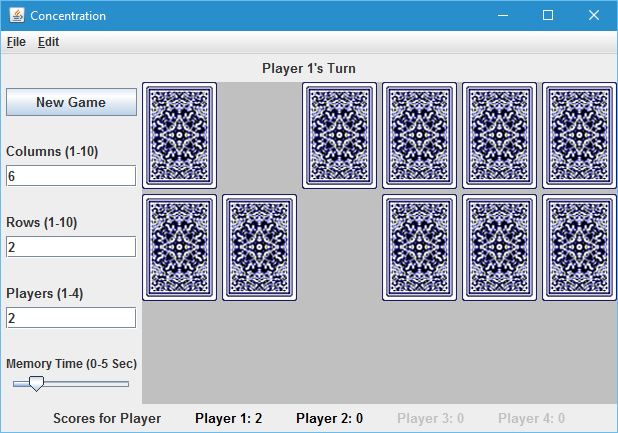 Concentration
File Edit
Player 1's Turn
New Game
Columns (1-10)
6
Rows (1-10)
2
Players (1-4)
2
Memory Time (0-5 Sec)
Scores for Player Player 1: 2 Player 2: 0 Player 3: 0 Player 4: 0